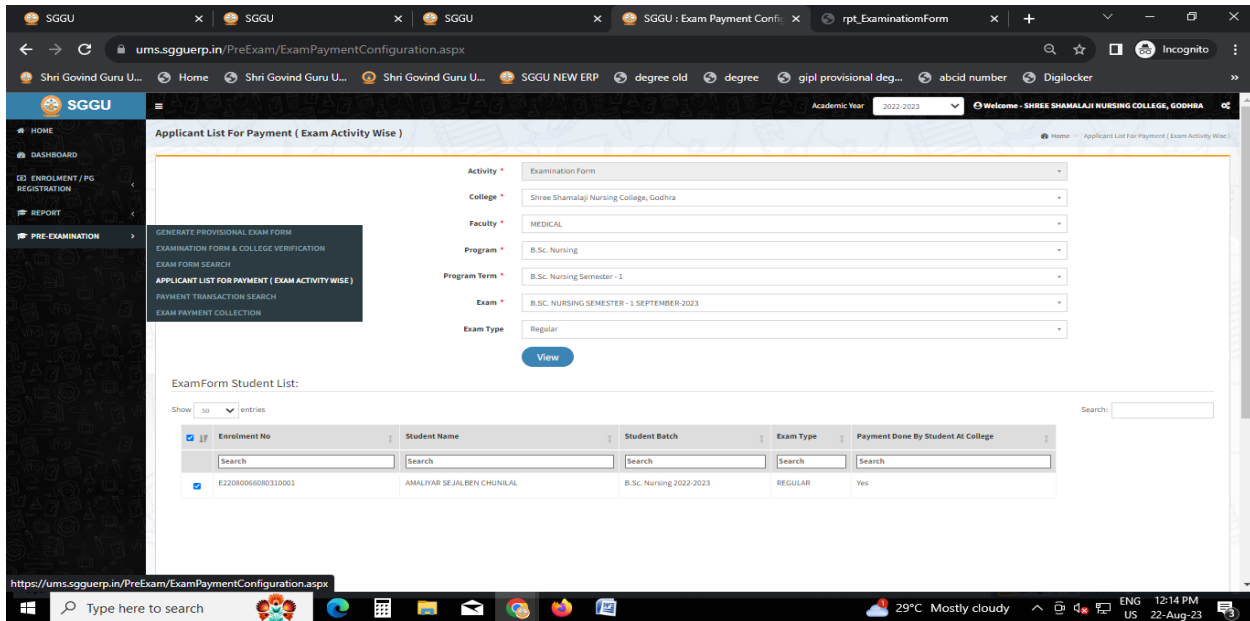 SGGU
SGGU
SGGU
SGGU : Exam Payment Config
rpt_ExaminatiomForm
ums.sgguerp.in/PreExam/ExamPaymentConfiguration.aspx
Incognito
Shri Govind Guru U... Home Shri Govind Guru U... Shri Govind Guru U... SGGU NEW ERP degree old degree gipl provisional deg... abcid number Digilocker »
SGGU
Academic Year 2022-2023 Welcome - SHREE SHAMALAJI NURSING COLLEGE, GODHRA
HOME
DASHBOARD
ENROLMENT / PG REGISTRATION
REPORT
PRE-EXAMINATION
GENERATE PROVISIONAL EXAM FORM
EXAMINATION FORM & COLLEGE VERIFICATION
EXAM FORM SEARCH
APPLICANT LIST FOR PAYMENT ( EXAM ACTIVITY WISE )
PAYMENT TRANSACTION SEARCH
EXAM PAYMENT COLLECTION
Applicant List For Payment ( Exam Activity Wise )
Home Applicant List For Payment ( Exam Activity Wise )
Activity * Examination Form
College * Shree Shamalaji Nursing College, Godhra
Faculty * MEDICAL
Program * B.Sc. Nursing
Program Term * B.Sc. Nursing Semester - 1
Exam * B.SC. NURSING SEMESTER - 1 SEPTEMBER-2023
Exam Type Regular
View
ExamForm Student List:
Show 50 entries
Search:
Enrolment No Student Name Student Batch Exam Type Payment Done By Student At College
Search Search Search Search Search
E22080066080310001 AMALIYAR SEJALBEN CHUNILAL B.Sc. Nursing 2022-2023 REGULAR Yes
https://ums.sgguerp.in/PreExam/ExamPaymentConfiguration.aspx
Type here to search
29°C Mostly cloudy
ENG US
12:14 PM
22-Aug-23
3